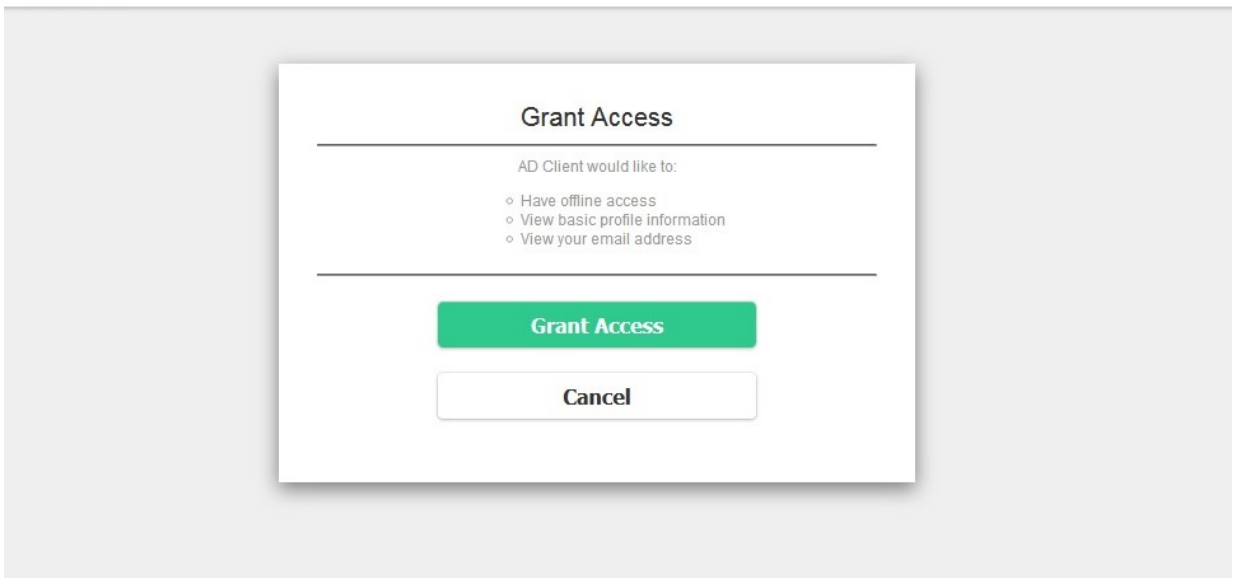 Grant Access
AD Client would like to:
Have offline access
View basic profile information
View your email address
Grant Access
Cancel